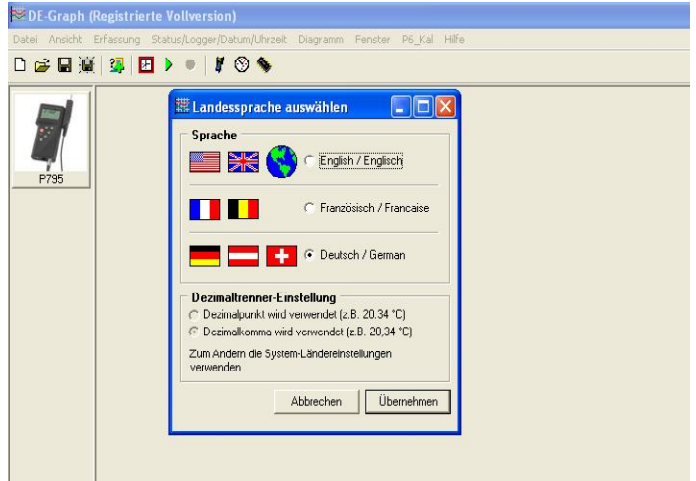 DE-Graph (Registrierte Vollversion)
Datei Ansicht Erfassung Status/Logger/Datum/Uhrzeit Diagramm Fenster P6_Kal Hilfe
P795
Landessprache auswählen
Sprache
English / Englisch
Französisch / Francaise
Deutsch / German
Dezimaltrenner-Einstellung
Dezimalpunkt wird verwendet (z.B. 20.34 °C)
Dezimalkomma wird verwendet (z.B. 20,34 °C)
Zum Andern die System-Ländereinstellungen
verwenden
Abbrechen Übernehmen